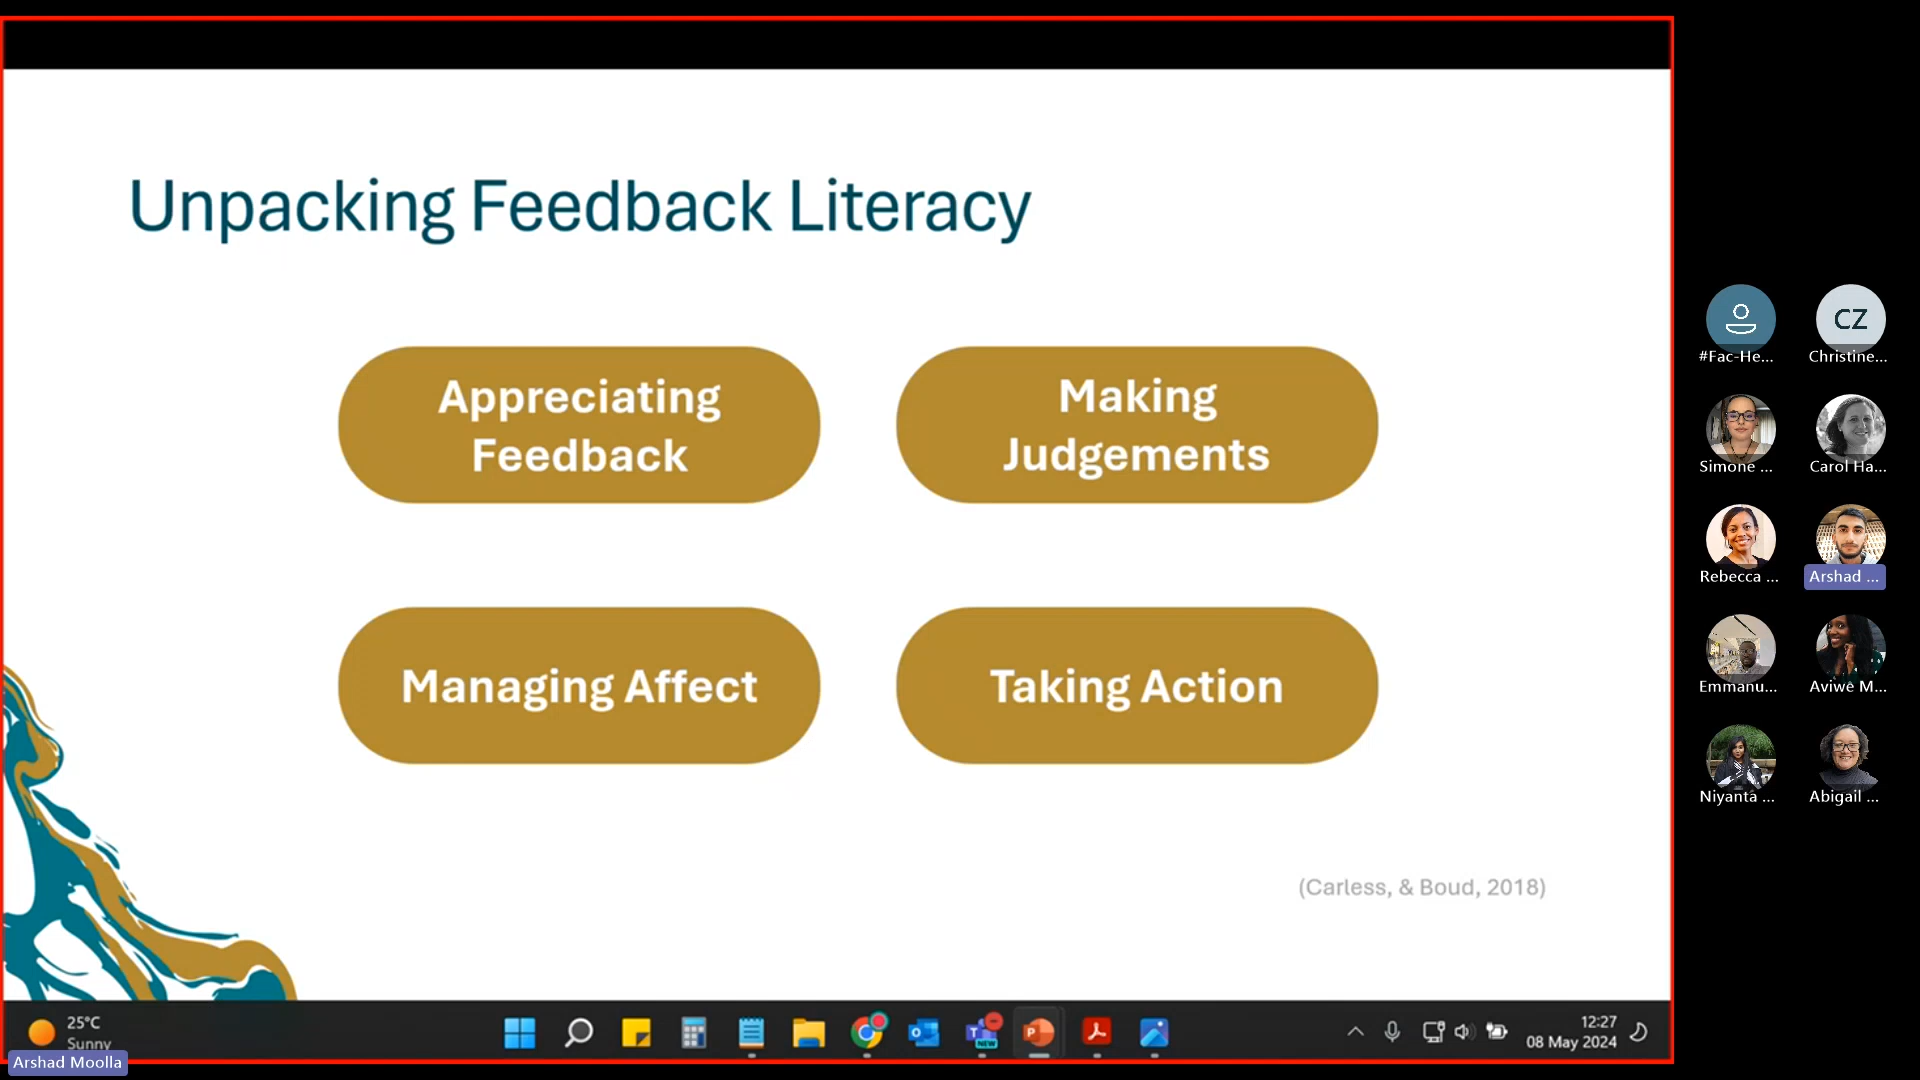 Unpacking Feedback Literacy
Appreciating
Feedback
Making
Judgements
Managing Affect
Taking Action
(Carless, & Boud, 2018)
#Fac-He...
CZ
Christine...
Simone ...
Carol Ha...
Rebecca ...
Arshad ...
Emmanu...
Aviwe M...
Niyanta ...
Abigail ...
25°C
Sunny
12:27
08 May 2024
Arshad Moolla